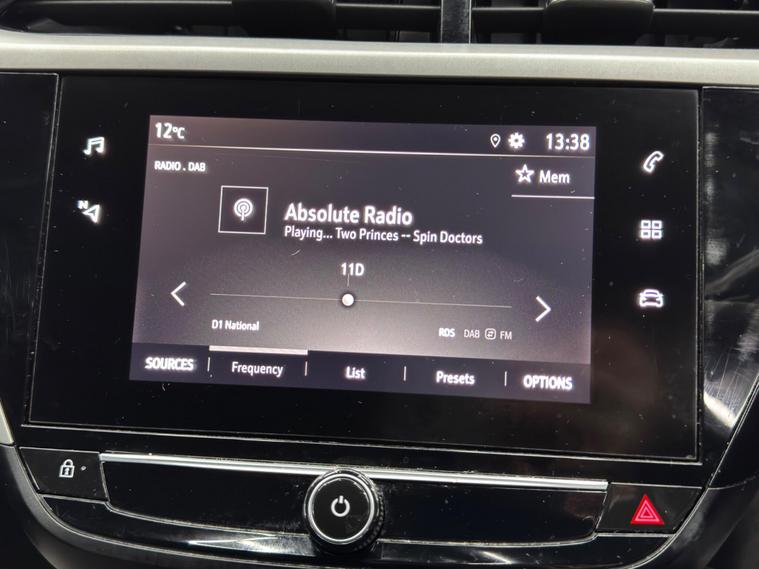 12°C
13:38
RADIO . DAB
Mem
Absolute Radio
Playing... Two Princes -- Spin Doctors
11D
D1 National
RDS DAB FM
SOURCES Frequency List Presets OPTIONS
N